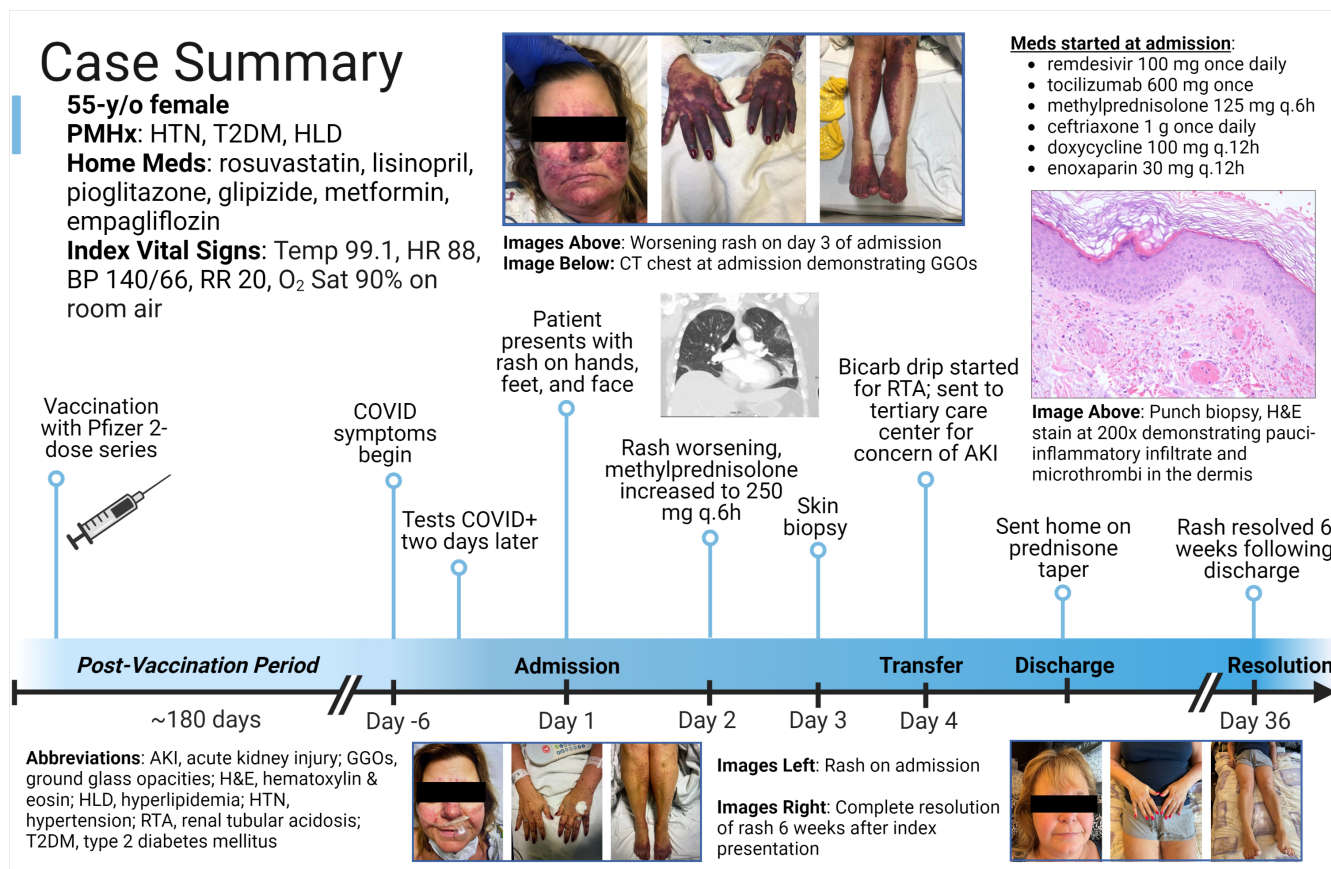 Case Summary
55-y/o female
PMHx: HTN, T2DM, HLD
Home Meds: rosuvastatin, lisinopril,
pioglitazone, glipizide, metformin,
empagliflozin
Index Vital Signs: Temp 99.1, HR 88,
BP 140/66, RR 20, O₂ Sat 90% on
room air
Images Above: Worsening rash on day 3 of admission
Image Below: CT chest at admission demonstrating GGOs
Meds started at admission:
• remdesivir 100 mg once daily
• tocilizumab 600 mg once
• methylprednisolone 125 mg q.6h
• ceftriaxone 1 g once daily
• doxycycline 100 mg q.12h
• enoxaparin 30 mg q.12h
Image Above: Punch biopsy, H&E
stain at 200x demonstrating pauci-
inflammatory infiltrate and
microthrombi in the dermis
Vaccination
with Pfizer 2-
dose series
COVID
symptoms
begin
Tests COVID+
two days later
Patient
presents with
rash on hands,
feet, and face
Rash worsening,
methylprednisolone
increased to 250
mg q.6h
Skin
biopsy
Bicarb drip started
for RTA; sent to
tertiary care
center for
concern of AKI
Sent home on
prednisone
taper
Rash resolved 6
weeks following
discharge
Post-Vaccination Period
Admission
Transfer
Discharge
Resolution
~180 days
Day -6
Day 1
Day 2
Day 3
Day 4
Day 36
Abbreviations: AKI, acute kidney injury; GGOs,
ground glass opacities; H&E, hematoxylin &
eosin; HLD, hyperlipidemia; HTN,
hypertension; RTA, renal tubular acidosis;
T2DM, type 2 diabetes mellitus
Images Left: Rash on admission
Images Right: Complete resolution
of rash 6 weeks after index
presentation